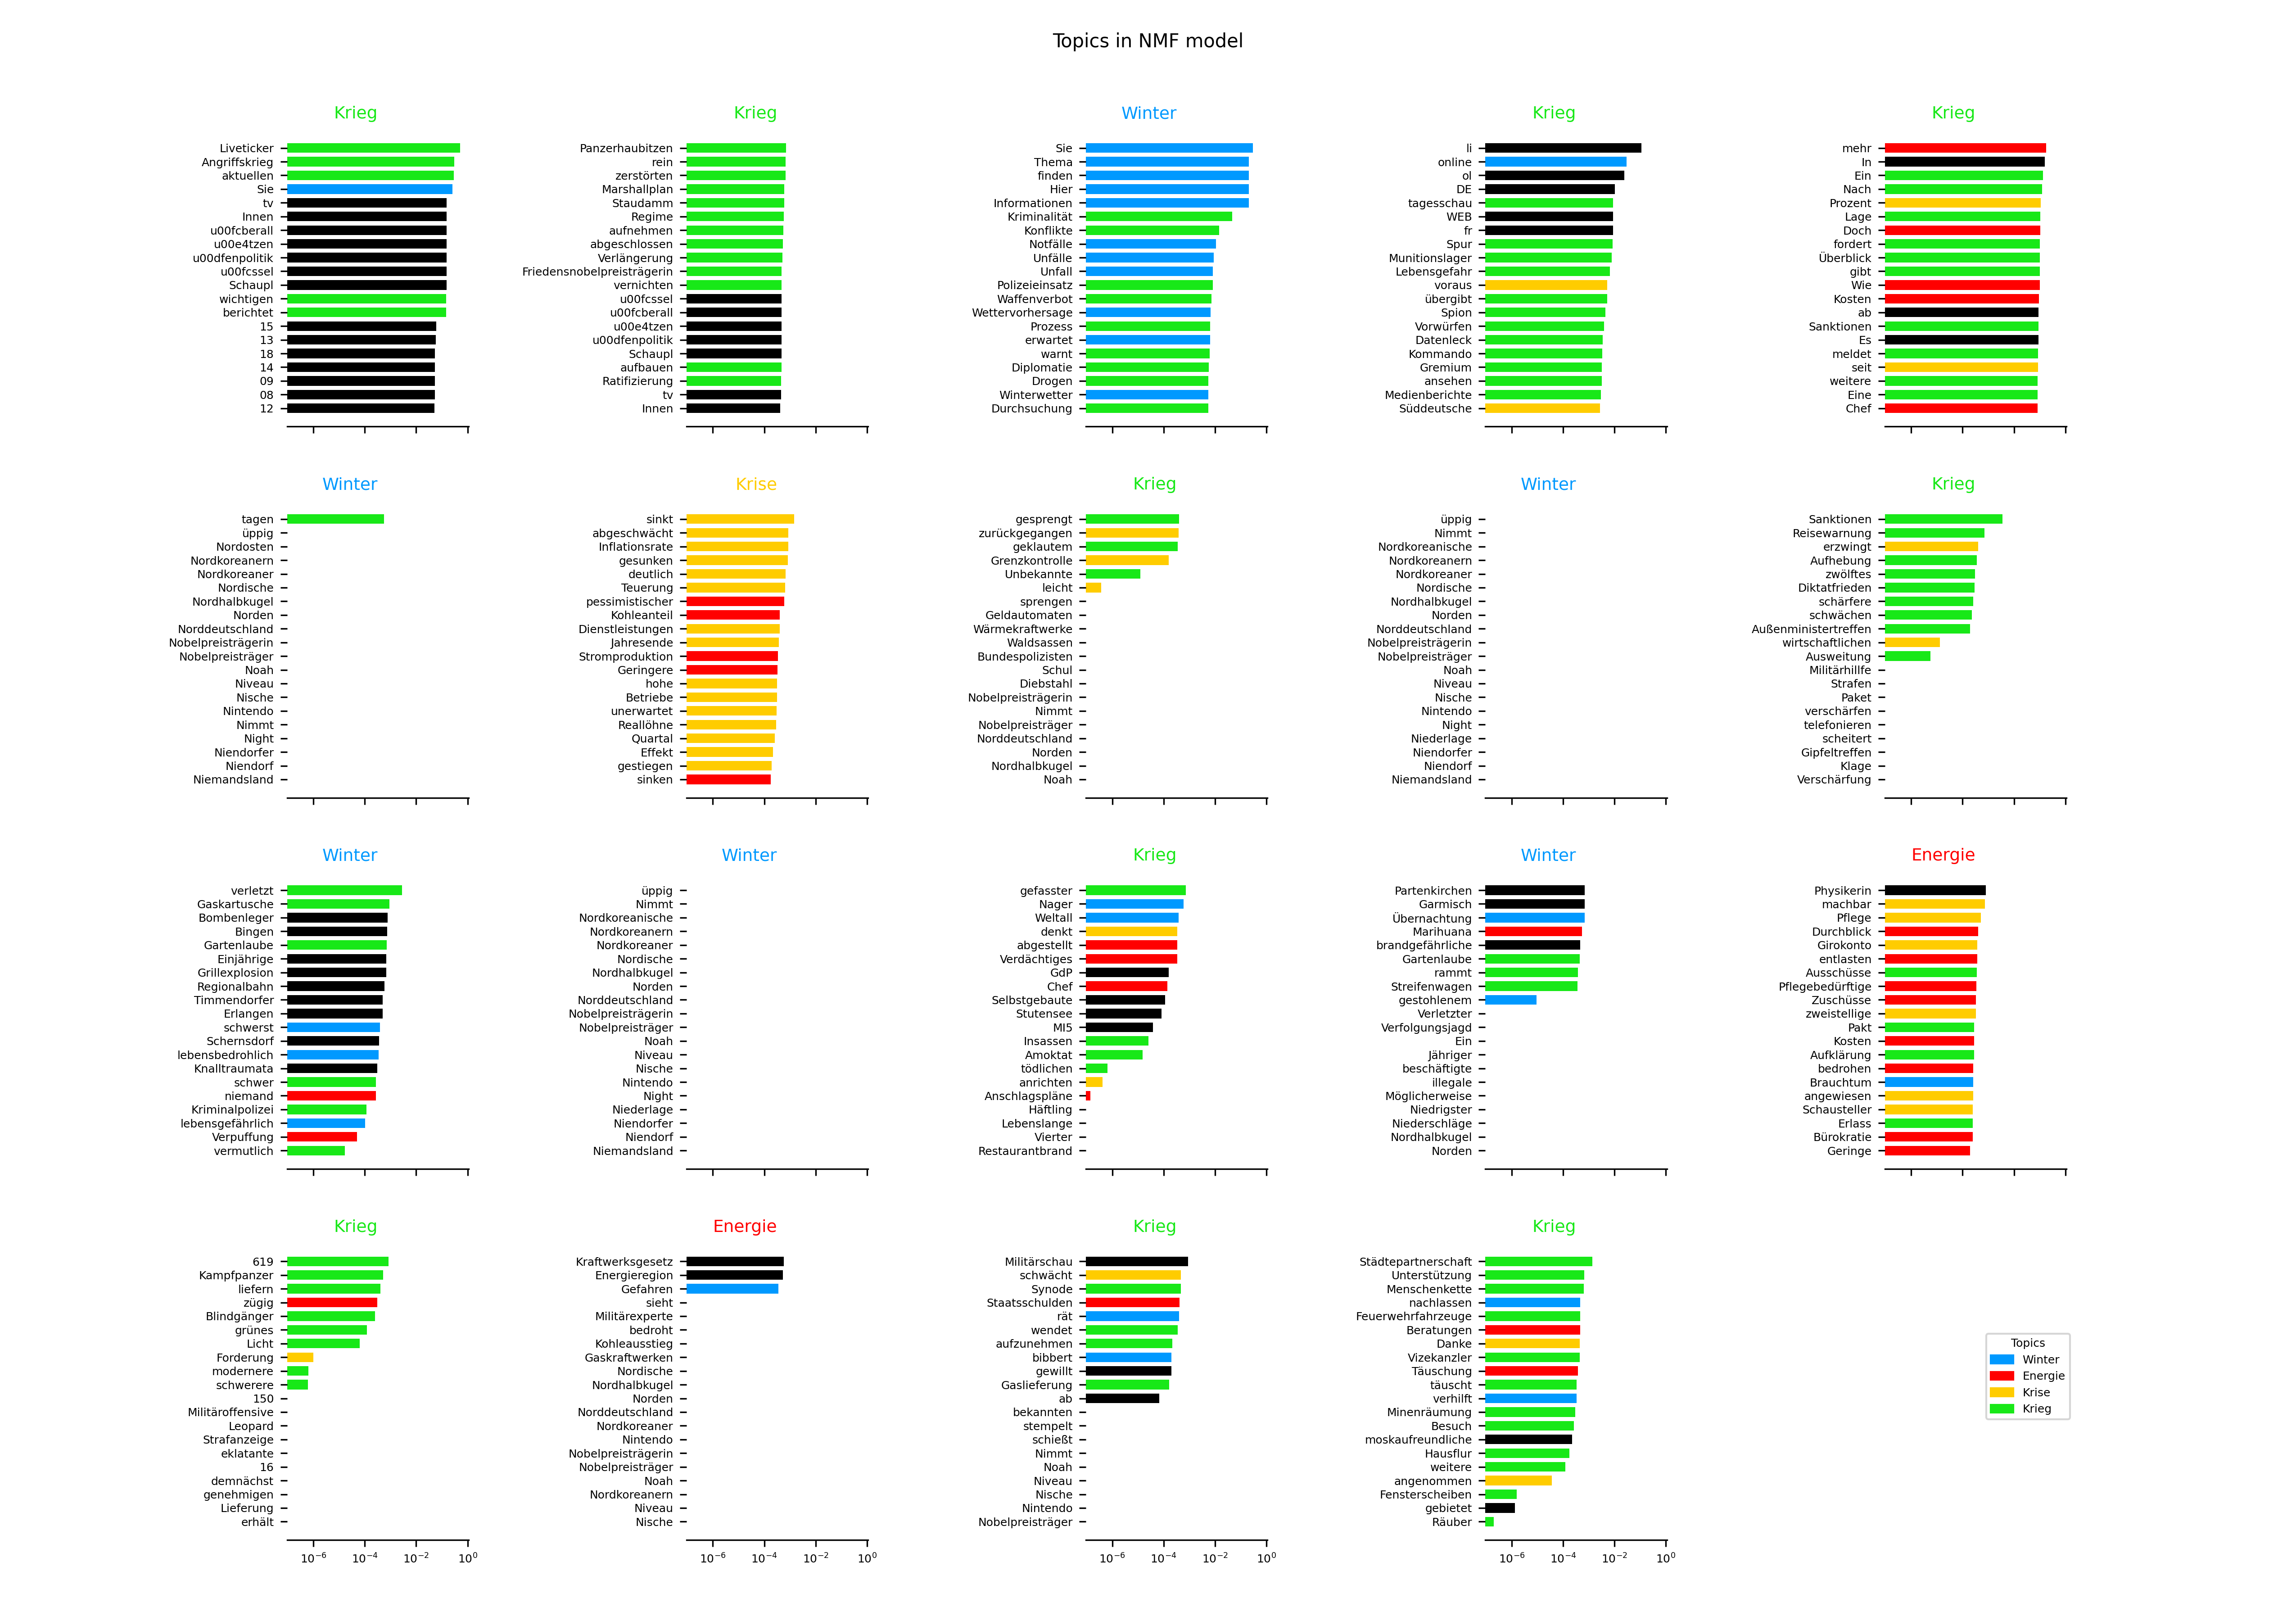 Topics in NMF model
Krieg
Liveticker
Angriffskrieg
aktuellen
Sie
tv
Innen
u00fcberall
u00e4tzen
u00dfenpolitik
u00fcssel
Schaupl
wichtigen
berichtet
15
13
18
14
09
08
12
Krieg
Panzerhaubitzen
rein
zerstörten
Marshallplan
Staudamm
Regime
aufnehmen
abgeschlossen
Verlängerung
Friedensnobelpreisträgerin
vernichten
u00fcssel
u00fcberall
u00e4tzen
u00dfenpolitik
Schaupl
aufbauen
Ratifizierung
tv
Innen
Winter
Sie
Thema
finden
Hier
Informationen
Kriminalität
Konflikte
Notfälle
Unfälle
Unfall
Polizeieinsatz
Waffenverbot
Wettervorhersage
Prozess
erwartet
warnt
Diplomatie
Drogen
Winterwetter
Durchsuchung
Krieg
li
online
ol
DE
tagesschau
WEB
fr
Spur
Munitionslager
Lebensgefahr
voraus
übergibt
Spion
Vorwürfen
Datenleck
Kommando
Gremium
ansehen
Medienberichte
Süddeutsche
Krieg
mehr
In
Ein
Nach
Prozent
Lage
Doch
fordert
Überblick
gibt
Wie
Kosten
ab
Sanktionen
Es
meldet
seit
weitere
Eine
Chef
Winter
tagen
üppig
Nordosten
Nordkoreanern
Nordkoreaner
Nordische
Nordhalbkugel
Norden
Norddeutschland
Nobelpreisträgerin
Nobelpreisträger
Noah
Niveau
Nische
Nintendo
Nimmt
Night
Niendorfer
Niendorf
Niemandsland
Krise
sinkt
abgeschwächt
Inflationsrate
gesunken
deutlich
Teuerung
pessimistischer
Kohleanteil
Dienstleistungen
Jahresende
Stromproduktion
Geringere
hohe
Betriebe
unerwartet
Reallöhne
Quartal
Effekt
gestiegen
sinken
Krieg
gesprengt
zurückgegangen
geklautem
Grenzkontrolle
Unbekannte
leicht
sprengen
Geldautomaten
Wärmekraftwerke
Waldsassen
Bundespolizisten
Schul
Diebstahl
Nobelpreisträgerin
Nimmt
Nobelpreisträger
Norddeutschland
Norden
Nordhalbkugel
Noah
Winter
üppig
Nimmt
Nordkoreanische
Nordkoreanern
Nordkoreaner
Nordische
Nordhalbkugel
Norden
Norddeutschland
Nobelpreisträgerin
Nobelpreisträger
Noah
Niveau
Nische
Nintendo
Night
Niederlage
Niendorfer
Niendorf
Niemandsland
Krieg
Sanktionen
Reisewarnung
erzwingt
Aufhebung
zwölftes
Diktatfrieden
schärfere
schwächen
Außenministertreffen
wirtschaftlichen
Ausweitung
Militärhillfe
Strafen
Paket
verschärfen
telefonieren
scheitert
Gipfeltreffen
Klage
Verschärfung
Winter
verletzt
Gaskartusche
Bombenleger
Bingen
Gartenlaube
Einjährige
Grillexplosion
Regionalbahn
Timmendorfer
Erlangen
schwerst
Schernsdorf
lebensbedrohlich
Knalltraumata
schwer
niemand
Kriminalpolizei
lebensgefährlich
Verpuffung
vermutlich
Winter
üppig
Nimmt
Nordkoreanische
Nordkoreanern
Nordkoreaner
Nordische
Nordhalbkugel
Norden
Norddeutschland
Nobelpreisträgerin
Nobelpreisträger
Noah
Niveau
Nische
Nintendo
Night
Niederlage
Niendorfer
Niendorf
Niemandsland
Krieg
gefasster
Nager
Weltall
denkt
abgestellt
Verdächtiges
GdP
Chef
Selbstgebaute
Stutensee
MI5
Insassen
Amoktat
tödlichen
anrichten
Anschlagspläne
Häftling
Lebenslange
Vierter
Restaurantbrand
Winter
Partenkirchen
Garmisch
Übernachtung
Marihuana
brandgefährliche
Gartenlaube
rammt
Streifenwagen
gestohlenem
Verletzter
Verfolgungsjagd
Ein
Jähriger
beschäftigte
illegale
Möglicherweise
Niedrigster
Niederschläge
Nordhalbkugel
Norden
Energie
Physikerin
machbar
Pflege
Durchblick
Girokonto
entlasten
Ausschüsse
Pflegebedürftige
Zuschüsse
zweistellige
Pakt
Kosten
Aufklärung
bedrohen
Brauchtum
angewiesen
Schausteller
Erlass
Bürokratie
Geringe
Krieg
619
Kampfpanzer
liefern
zügig
Blindgänger
grünes
Licht
Forderung
modernere
schwerere
150
Militäroffensive
Leopard
Strafanzeige
eklatante
16
demnächst
genehmigen
Lieferung
erhält
10⁻⁶ 10⁻⁴ 10⁻² 10⁰
Energie
Kraftwerksgesetz
Energieregion
Gefahren
sieht
Militärexperte
bedroht
Kohleausstieg
Gaskraftwerken
Nordische
Nordhalbkugel
Norden
Norddeutschland
Nordkoreaner
Nintendo
Nobelpreisträgerin
Nobelpreisträger
Noah
Nordkoreanern
Niveau
Nische
10⁻⁶ 10⁻⁴ 10⁻² 10⁰
Krieg
Militärschau
schwächt
Synode
Staatsschulden
rät
wendet
aufzunehmen
bibbert
gewillt
Gaslieferung
ab
bekannten
stempelt
schießt
Nimmt
Noah
Niveau
Nische
Nintendo
Nobelpreisträger
10⁻⁶ 10⁻⁴ 10⁻² 10⁰
Krieg
Städtepartnerschaft
Unterstützung
Menschenkette
nachlassen
Feuerwehrfahrzeuge
Beratungen
Danke
Vizekanzler
Täuschung
täuscht
verhilft
Minenräumung
Besuch
moskaufreundliche
Hausflur
weitere
angenommen
Fensterscheiben
gebietet
Räuber
10⁻⁶ 10⁻⁴ 10⁻² 10⁰
Topics
Winter
Energie
Krise
Krieg